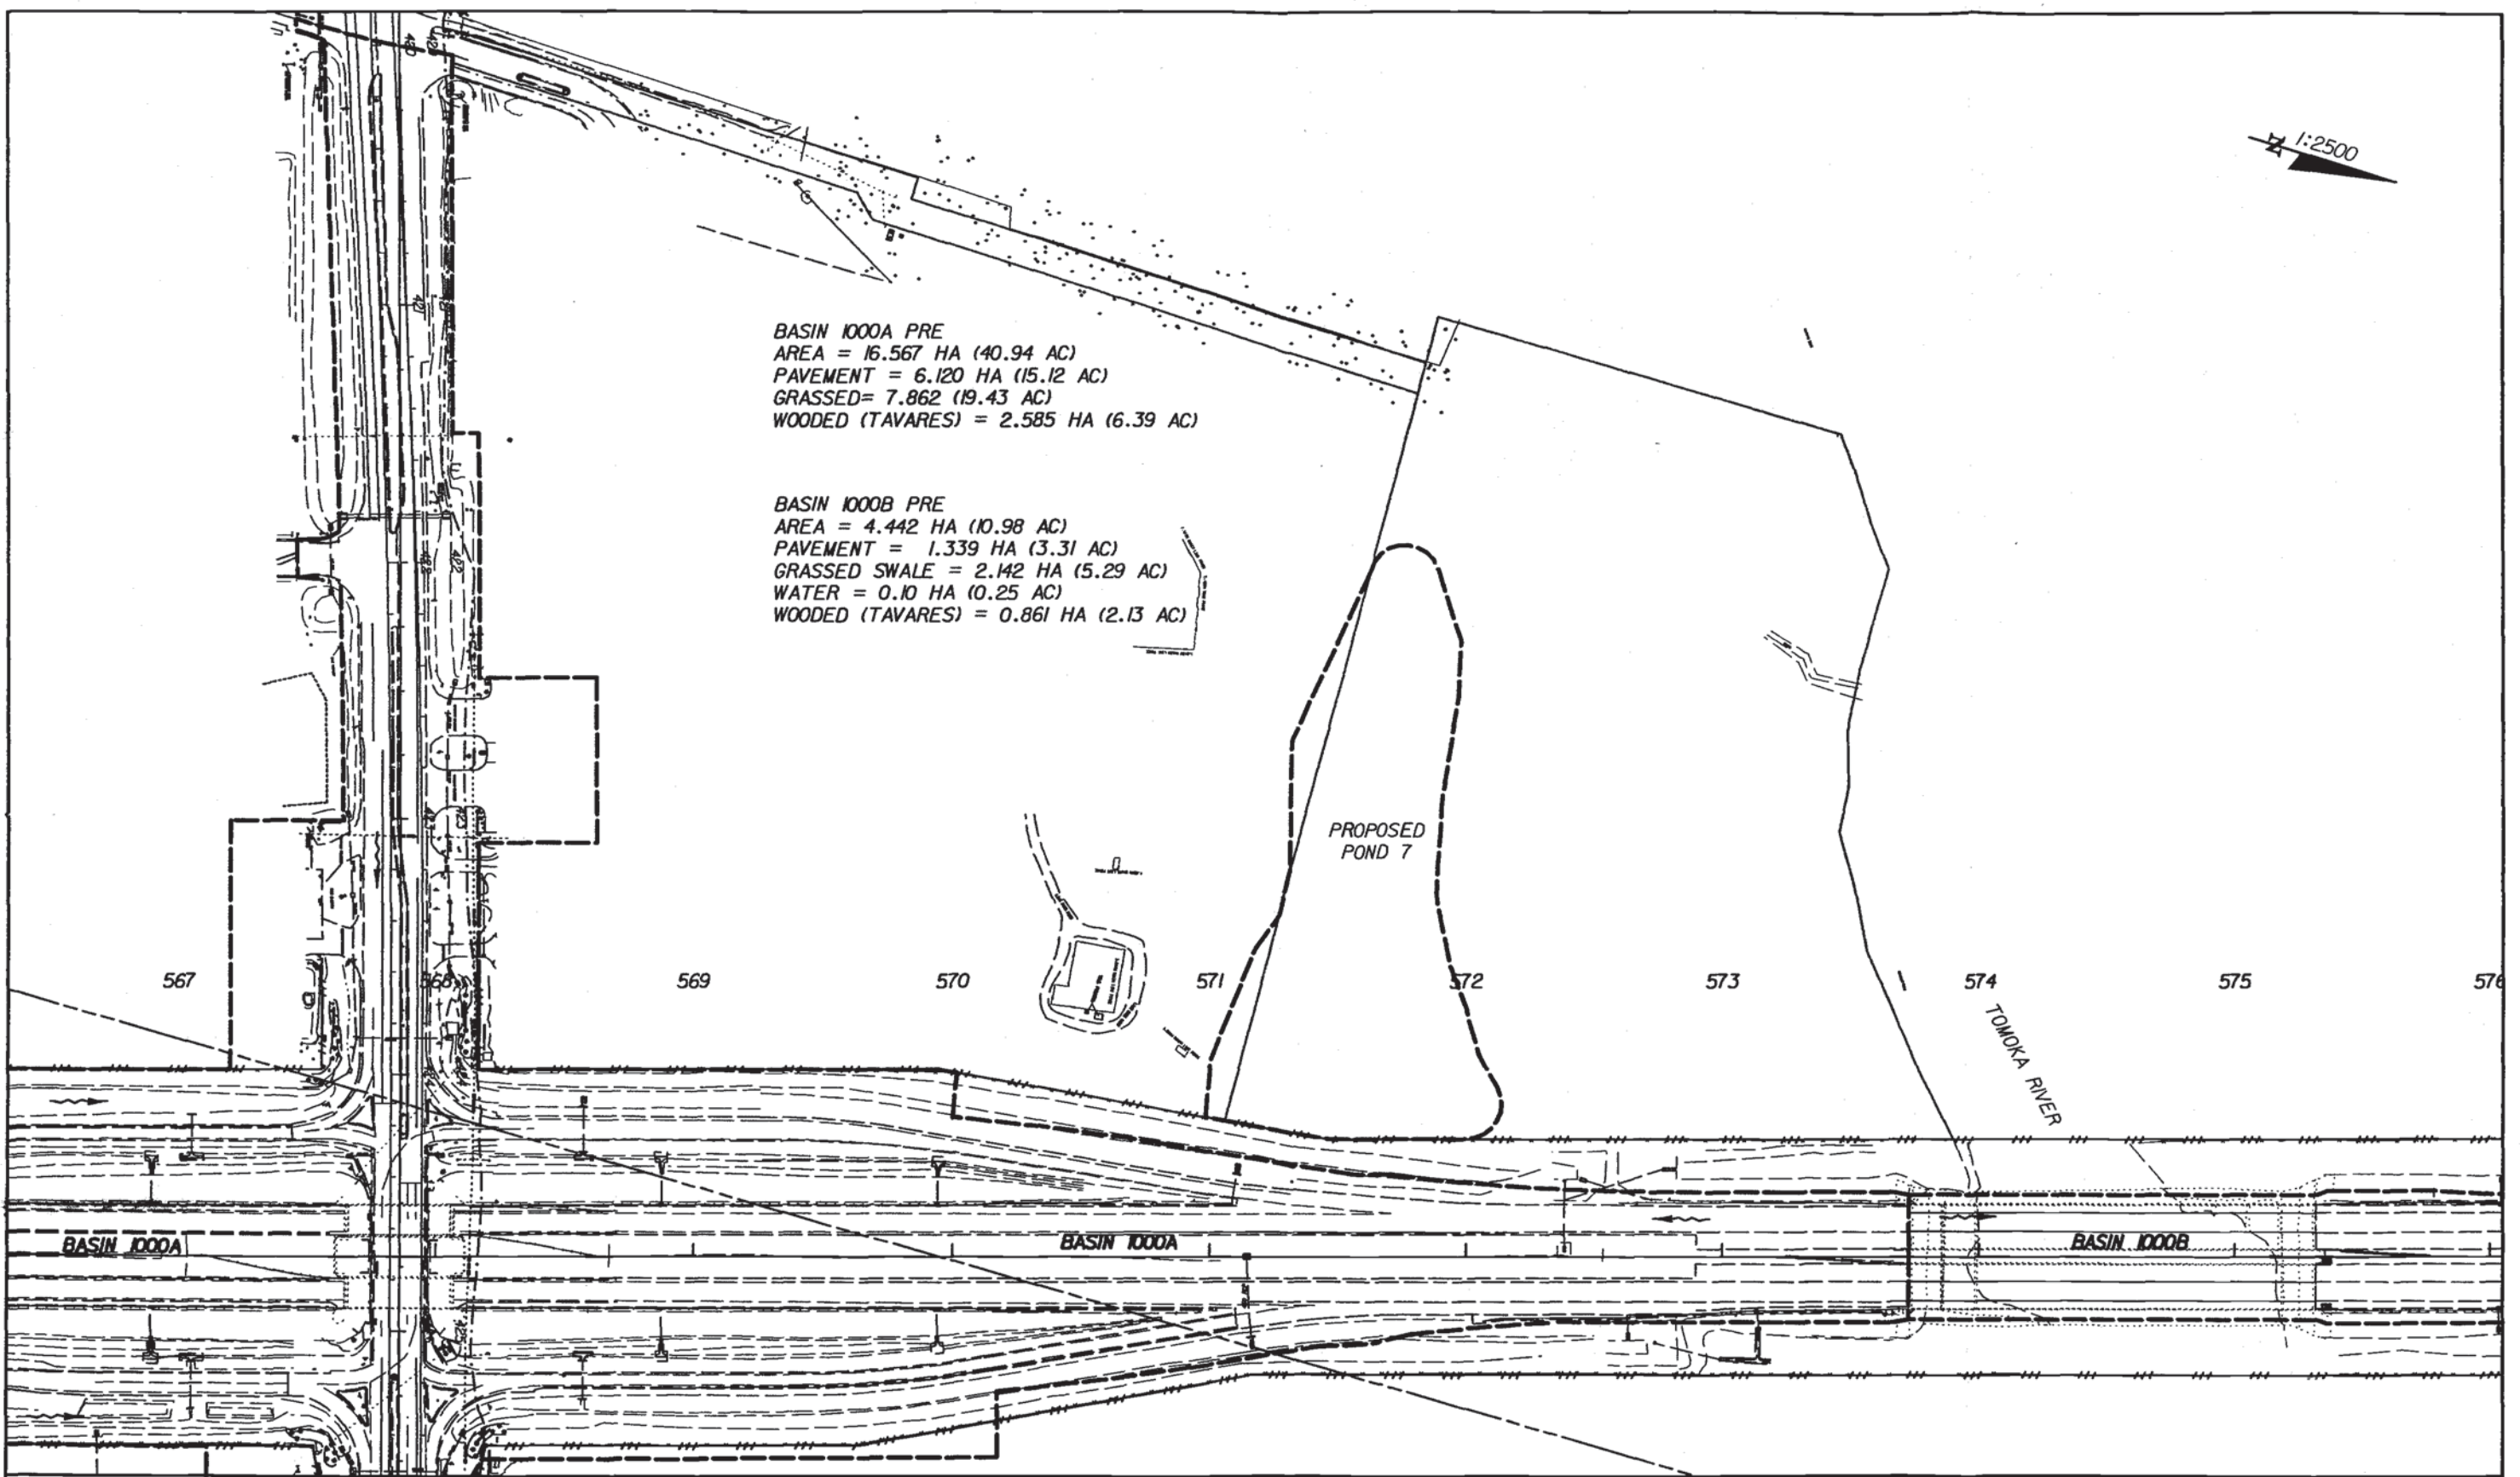 1:2500
BASIN 1000A PRE
AREA = 16.567 HA (40.94 AC)
PAVEMENT = 6.120 HA (15.12 AC)
GRASSED= 7.862 (19.43 AC)
WOODED (TAVARES) = 2.585 HA (6.39 AC)
BASIN 1000B PRE
AREA = 4.442 HA (10.98 AC)
PAVEMENT = 1.339 HA (3.31 AC)
GRASSED SWALE = 2.142 HA (5.29 AC)
WATER = 0.10 HA (0.25 AC)
WOODED (TAVARES) = 0.861 HA (2.13 AC)
PROPOSED
POND 7
567 568 569 570 571 572 573 574 575 576
TOMOKA RIVER
BASIN 1000A
BASIN 1000A
BASIN 1000B